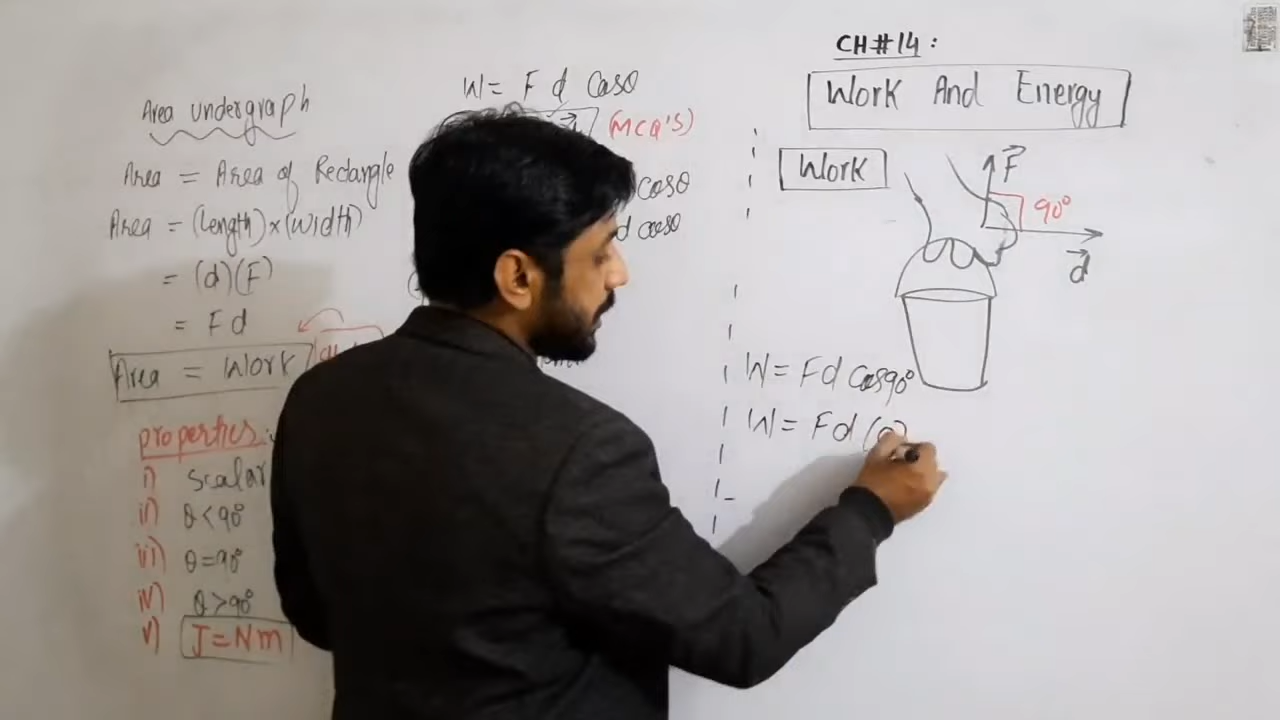 Area undergraph
Area = Area of Rectangle
Area = (Length)×(Width)
= (d)(F)
= Fd
Area = Work
properties :
i) scalar
ii) θ<90°
iii) θ=90°
iv) θ>90°
v) J=Nm
W= F d Cosθ
(MCQ'S)
cosθ
d cosθ
CH#14 :
Work And Energy
Work
F
90°
d
W= Fd Cos90°
W= Fd (0)